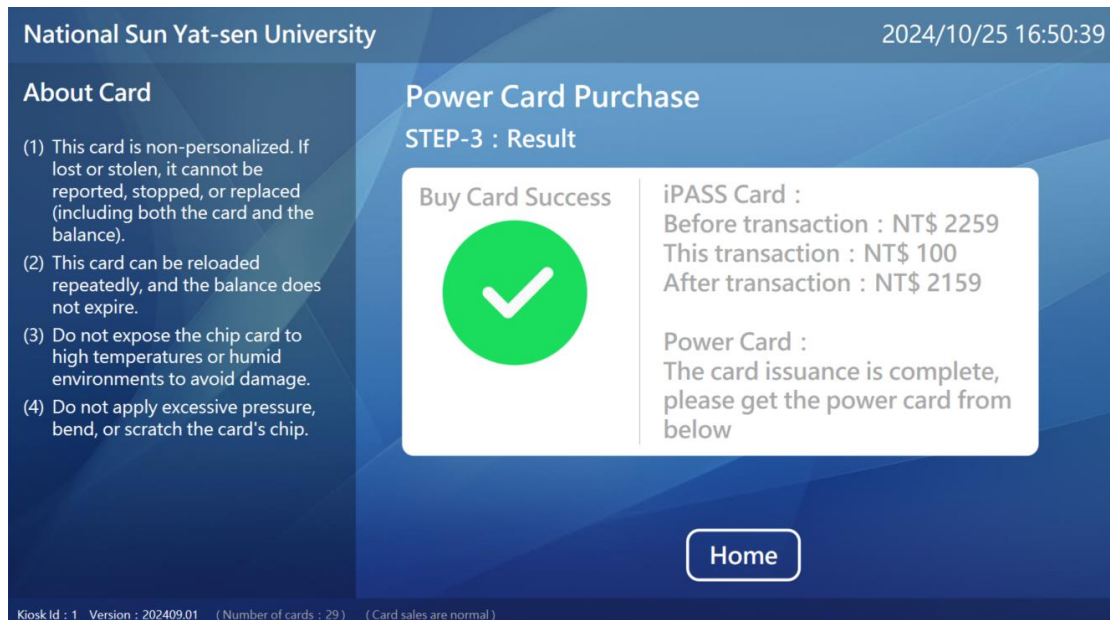 National Sun Yat-sen University
2024/10/25 16:50:39
About Card
(1) This card is non-personalized. If
lost or stolen, it cannot be
reported, stopped, or replaced
(including both the card and the
balance).
(2) This card can be reloaded
repeatedly, and the balance does
not expire.
(3) Do not expose the chip card to
high temperatures or humid
environments to avoid damage.
(4) Do not apply excessive pressure,
bend, or scratch the card's chip.
Power Card Purchase
STEP-3：Result
Buy Card Success
iPASS Card：
Before transaction：NT$ 2259
This transaction：NT$ 100
After transaction：NT$ 2159
Power Card：
The card issuance is complete,
please get the power card from
below
Home
Kiosk Id：1 Version：202409.01 (Number of cards：29) (Card sales are normal)